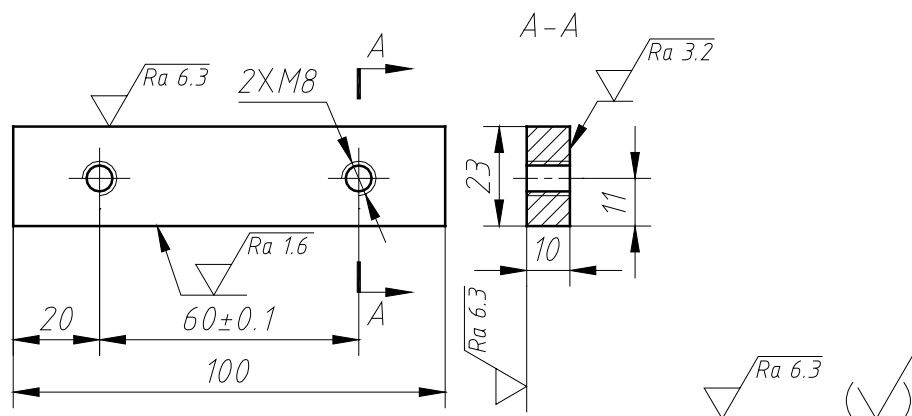 A-A
A
Ra 3.2
Ra 6.3
2XM8
23
11
Ra 1.6
10
A
20
60±0.1
Ra 6.3
100
Ra 6.3
(√)